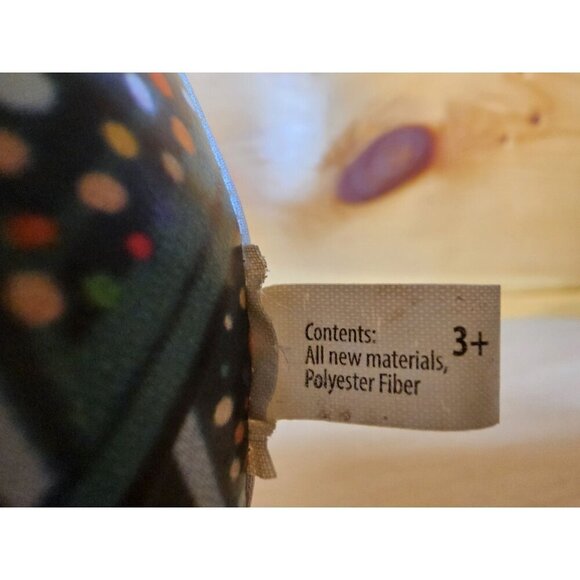 Contents:
All new materials,
Polyester Fiber
3+